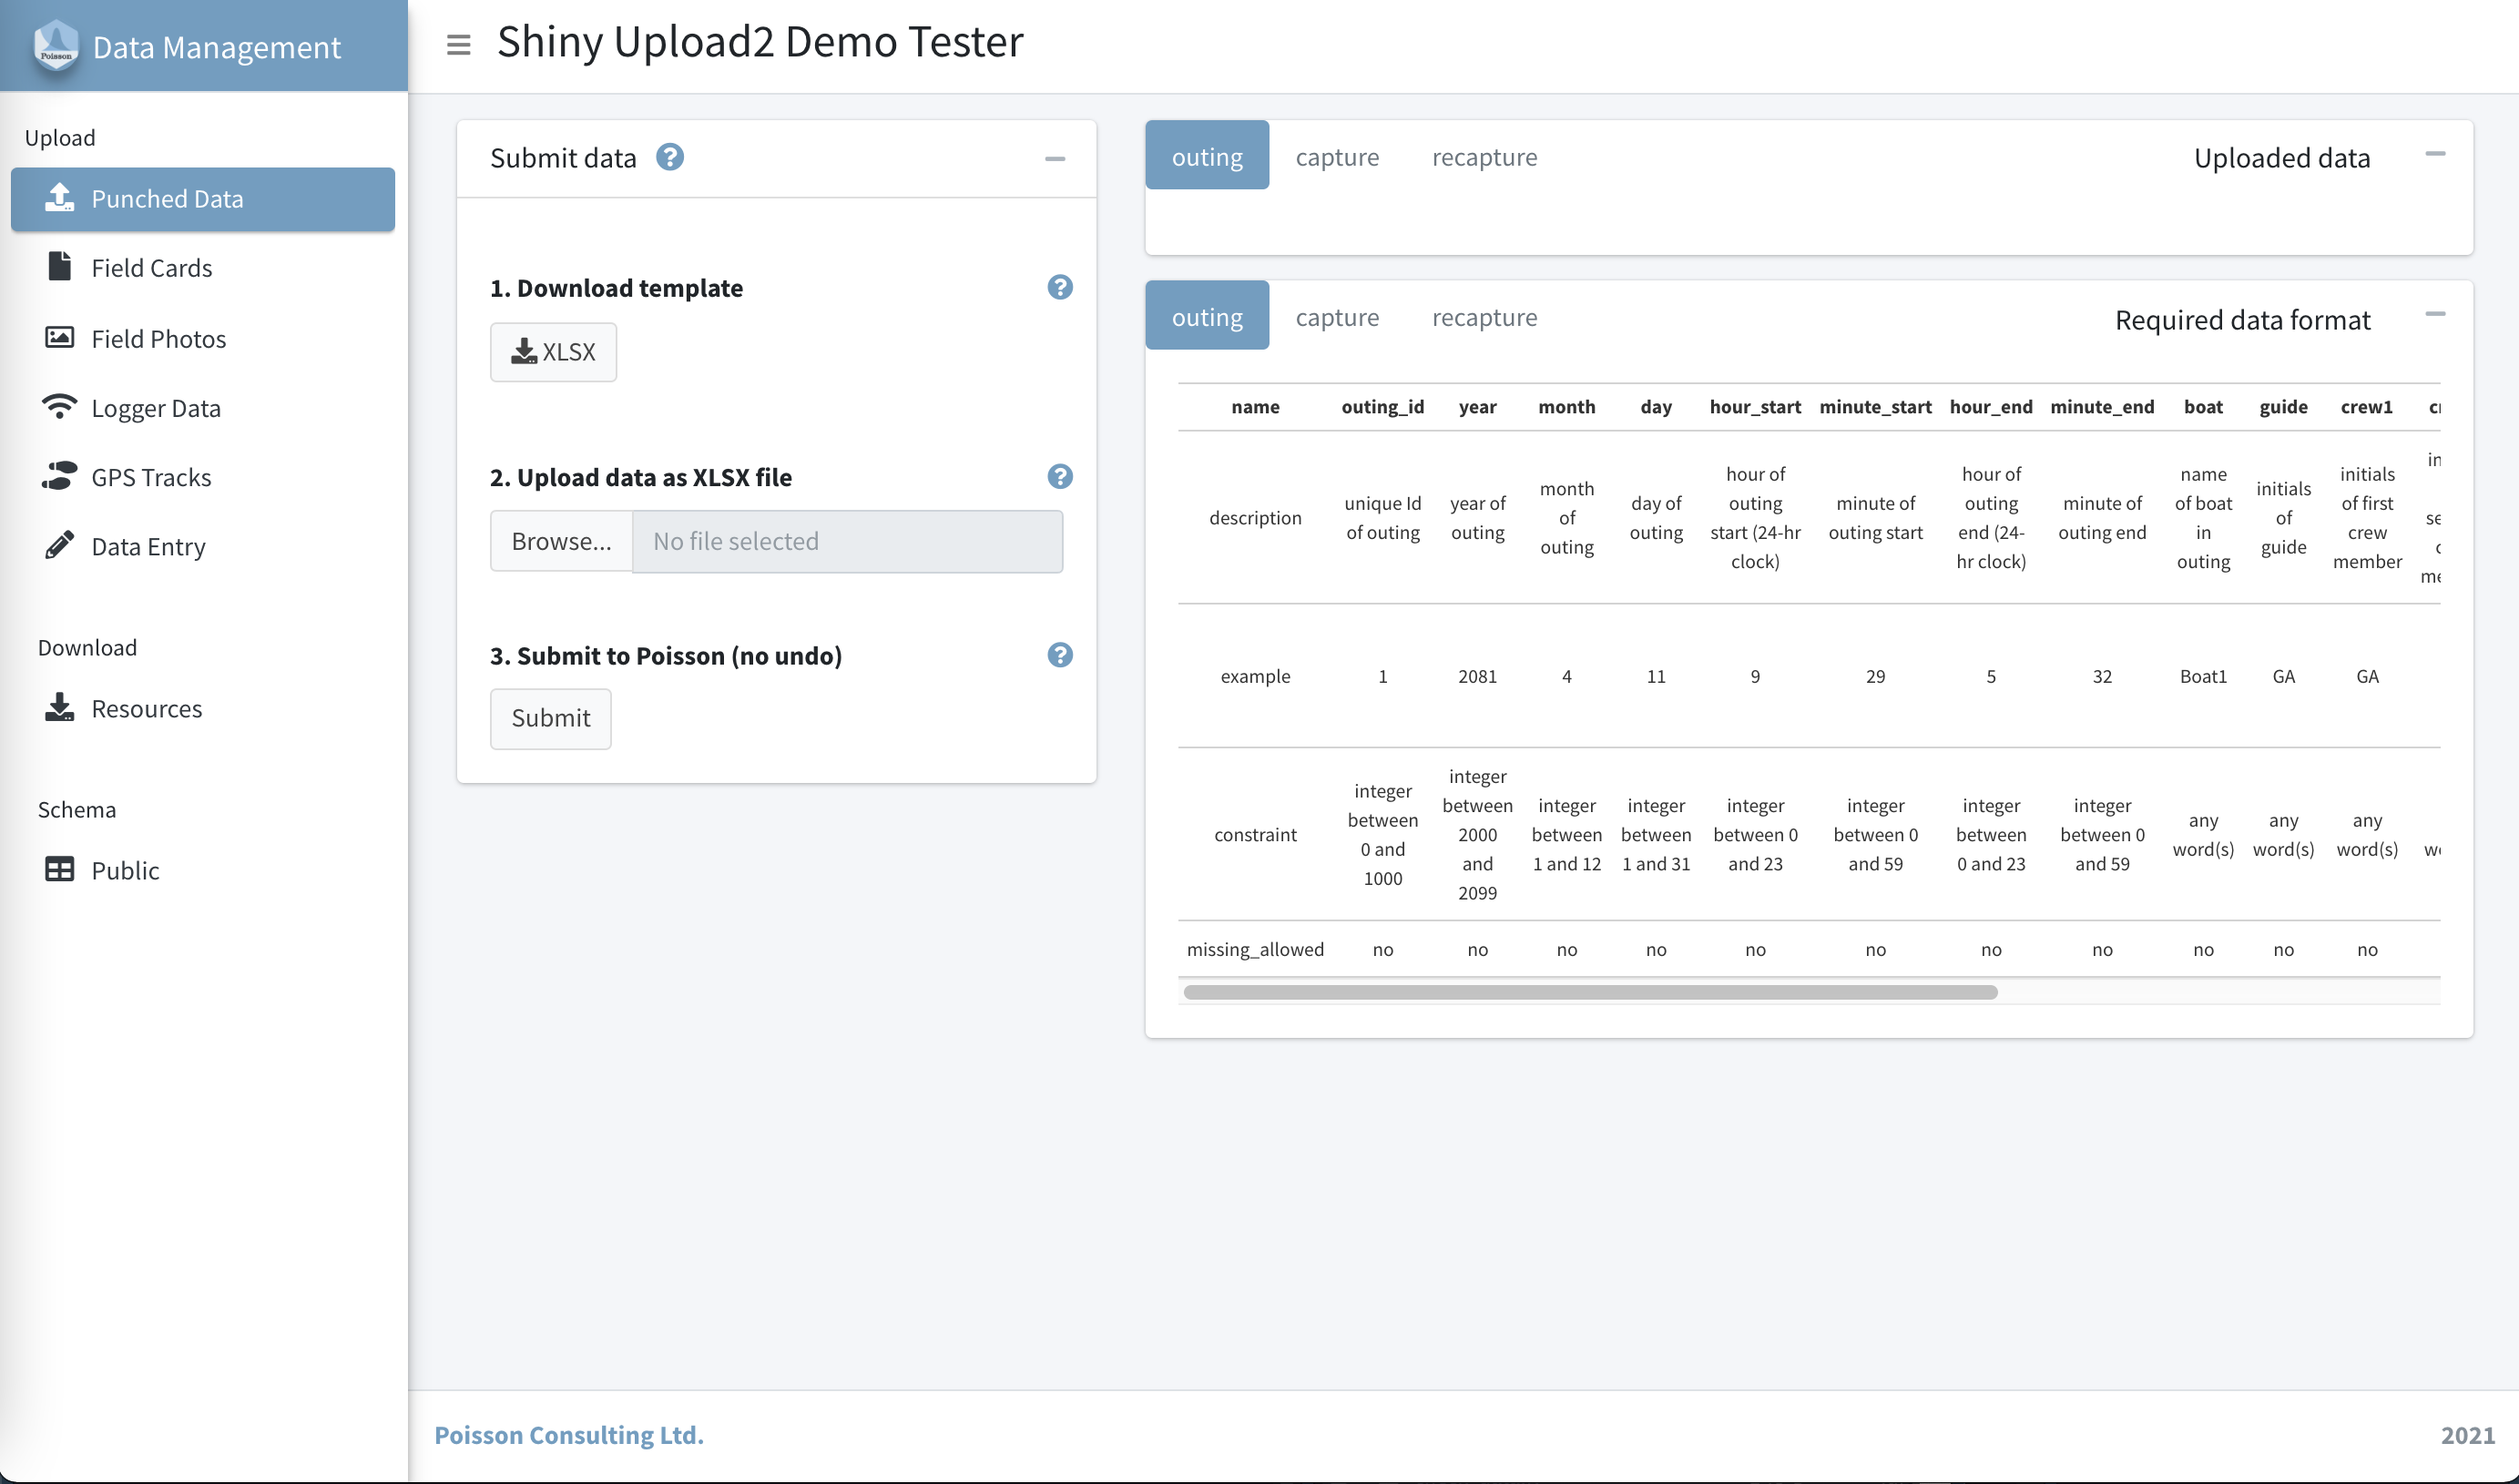 Poisson
Data Management
Shiny Upload2 Demo Tester
Upload
Punched Data
Field Cards
Field Photos
Logger Data
GPS Tracks
Data Entry
Download
Resources
Schema
Public
Submit data ?
1. Download template ?
XLSX
2. Upload data as XLSX file ?
Browse... No file selected
3. Submit to Poisson (no undo) ?
Submit
outing capture recapture Uploaded data
outing capture recapture Required data format
name outing_id year month day hour_start minute_start hour_end minute_end boat guide crew1
description
unique Id
of outing
year of
outing
month
of
outing
day of
outing
hour of
outing
start (24-hr
clock)
minute of
outing start
hour of
outing
end (24-
hr clock)
minute of
outing end
name
of boat
in
outing
initials
of
guide
initials
of first
crew
member
example 1 2081 4 11 9 29 5 32 Boat1 GA GA
constraint
integer
between
0 and
1000
integer
between
2000
and
2099
integer
between
1 and 12
integer
between
1 and 31
integer
between 0
and 23
integer
between 0
and 59
integer
between
0 and 23
integer
between 0
and 59
any
word(s)
any
word(s)
any
word(s)
missing_allowed no no no no no no no no no no no
Poisson Consulting Ltd. 2021